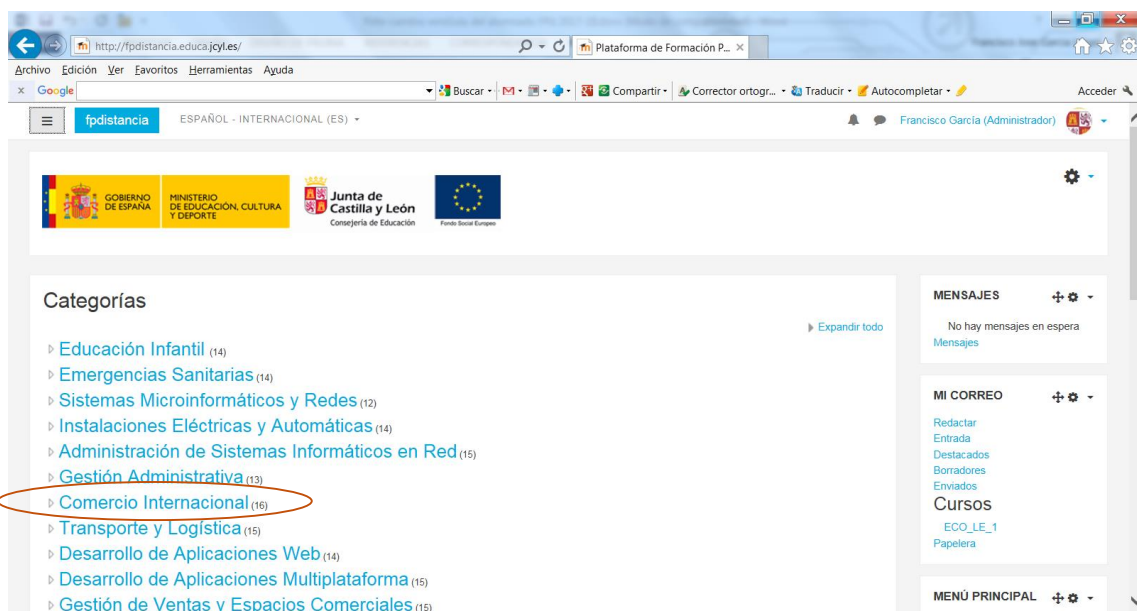 http://fpdistancia.educa.jcyl.es/
Plataforma de Formación P...
Archivo Edición Ver Favoritos Herramientas Ayuda
x Google Buscar Compartir Corrector ortogr... Traducir Autocompletar Acceder
fpdistancia ESPAÑOL - INTERNACIONAL (ES) Francisco García (Administrador)
GOBIERNO DE ESPAÑA
MINISTERIO DE EDUCACIÓN, CULTURA Y DEPORTE
Junta de Castilla y León
Consejería de Educación
Fondo Social Europeo
Categorías
Expandir todo
Educación Infantil (14)
Emergencias Sanitarias (14)
Sistemas Microinformáticos y Redes (12)
Instalaciones Eléctricas y Automáticas (14)
Administración de Sistemas Informáticos en Red (15)
Gestión Administrativa (13)
Comercio Internacional (16)
Transporte y Logística (15)
Desarrollo de Aplicaciones Web (14)
Desarrollo de Aplicaciones Multiplataforma (15)
Gestión de Ventas y Espacios Comerciales (15)
MENSAJES
No hay mensajes en espera
Mensajes
MI CORREO
Redactar
Entrada
Destacados
Borradores
Enviados
Cursos
ECO_LE_1
Papelera
MENÚ PRINCIPAL